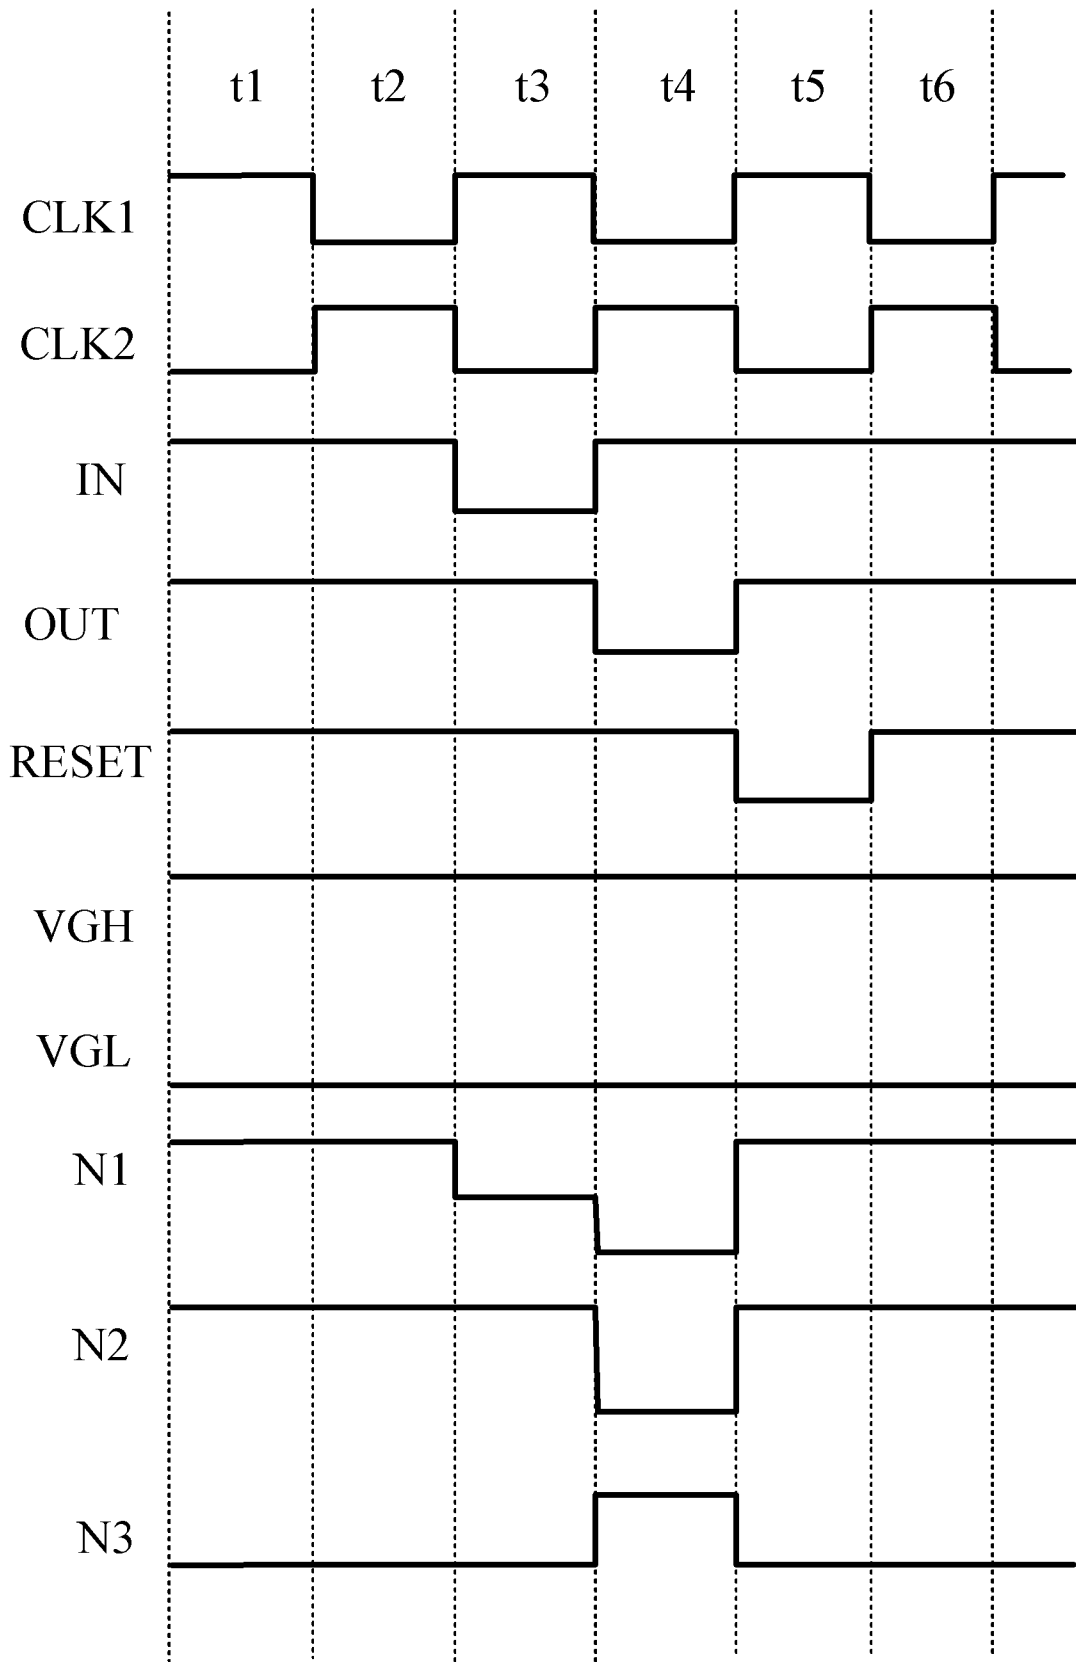 t1 t2 t3 t4 t5 t6
CLK1
CLK2
IN
OUT
RESET
VGH
VGL
N1
N2
N3